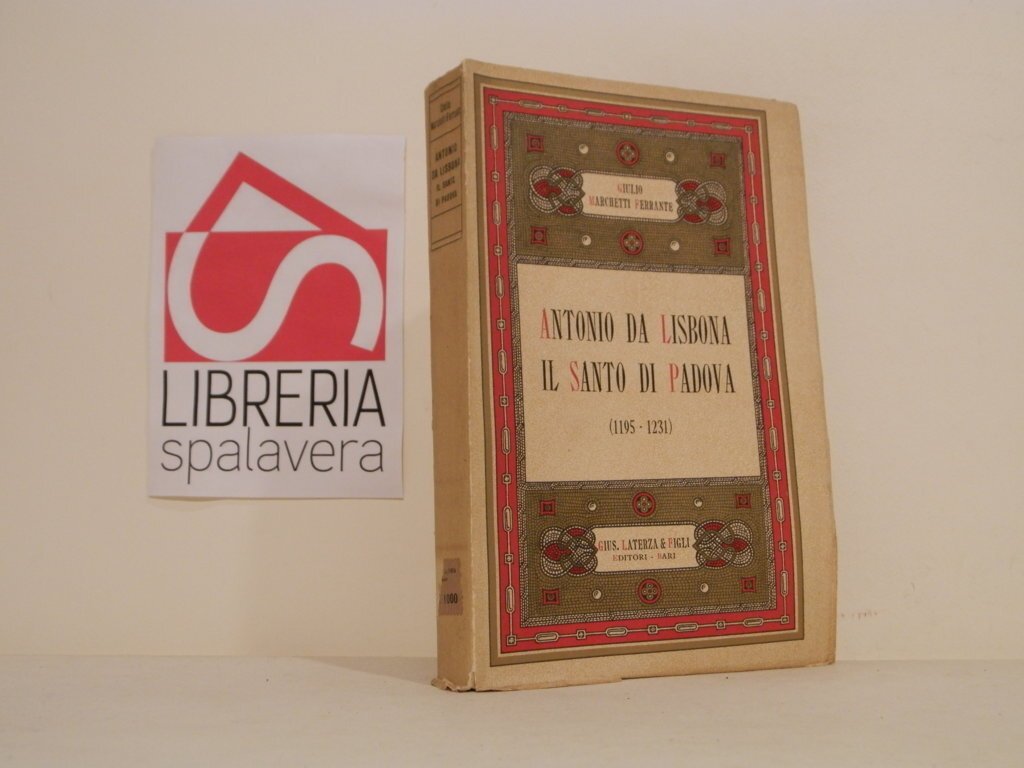 LIBRERIA
spalavera
ANTONIO
DA LISBONA
IL SANTO
DI PADOVA
GIULIO
MARCHETTI FERRANTE
ANTONIO DA LISBONA
IL SANTO DI PADOVA
(1195 - 1231)
GIUS. LATERZA & FIGLI
EDITORI - BARI